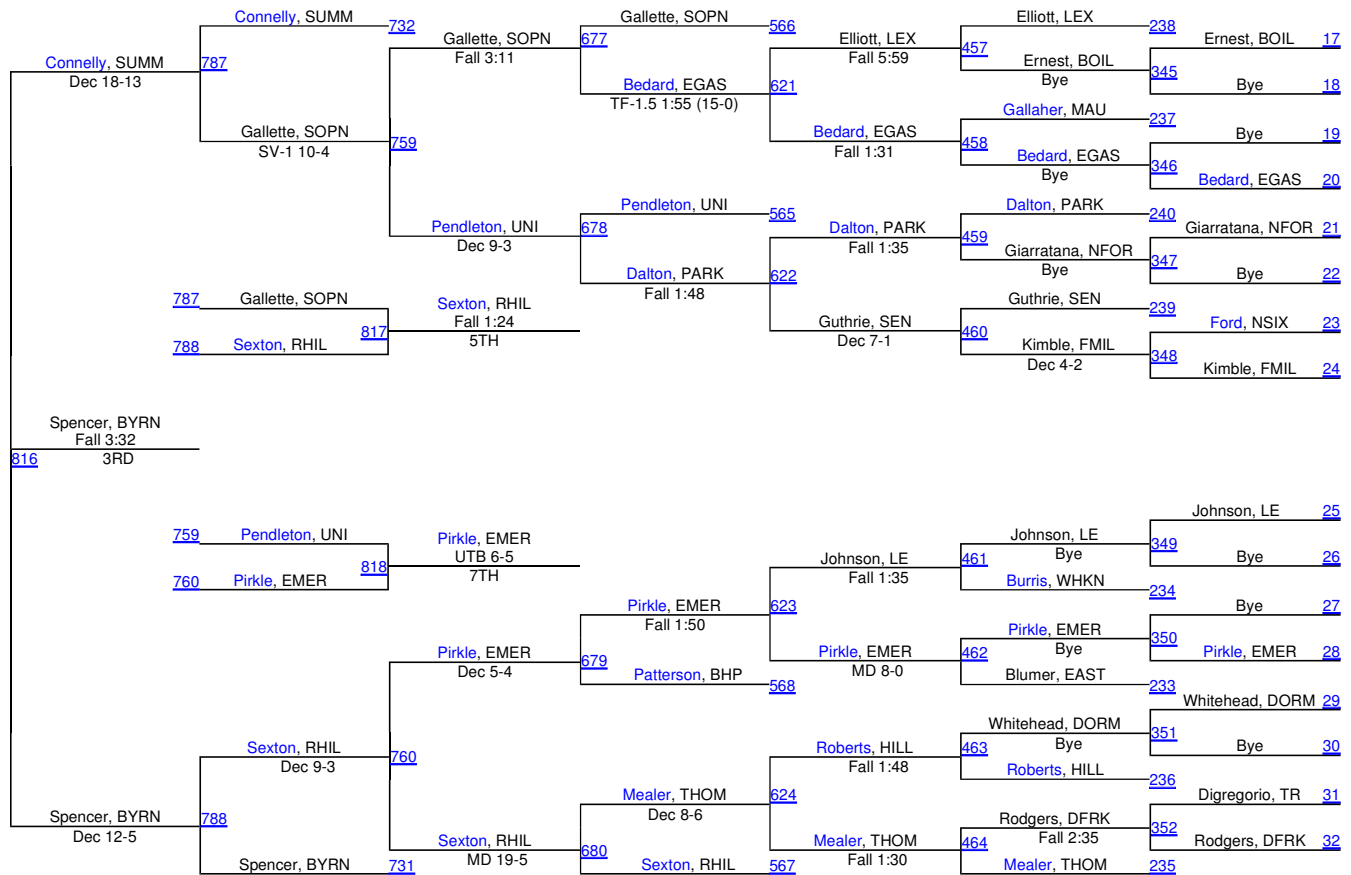 Connelly, SUMM
732
Gallette, SOPN
566
Elliott, LEX
238
Ernest, BOIL 17
Gallette, SOPN
677
Fall 3:11
Elliott, LEX
457
Fall 5:59
Connelly, SUMM
787
Dec 18-13
Ernest, BOIL
345
Bye
Bye 18
Bedard, EGAS
621
TF-1.5 1:55 (15-0)
Gallaher, MAU
237
Bye 19
Gallette, SOPN
759
SV-1 10-4
Bedard, EGAS
458
Fall 1:31
Bedard, EGAS
346
Bye
Bedard, EGAS 20
Pendleton, UNI
565
Dalton, PARK
240
Giarratana, NFOR 21
Pendleton, UNI
678
Dec 9-3
Dalton, PARK
459
Fall 1:35
Giarratana, NFOR
347
Bye
Bye 22
Dalton, PARK
622
Fall 1:48
787
Gallette, SOPN
Sexton, RHIL
Fall 1:24
817
5TH
788
Sexton, RHIL
Guthrie, SEN
239
Ford, NSIX 23
Guthrie, SEN
460
Dec 7-1
Kimble, FMIL
348
Dec 4-2
Kimble, FMIL 24
Spencer, BYRN
Fall 3:32
816
3RD
Johnson, LE 25
759
Pendleton, UNI
Pirkle, EMER
UTB 6-5
818
7TH
760
Pirkle, EMER
Johnson, LE
349
Bye
Bye 26
Johnson, LE
461
Fall 1:35
Burris, WHKN
234
Pirkle, EMER
623
Fall 1:50
Bye 27
Pirkle, EMER
350
Bye
Pirkle, EMER
679
Dec 5-4
Pirkle, EMER
462
MD 8-0
Pirkle, EMER 28
Patterson, BHP
568
Blumer, EAST
233
Whitehead, DORM 29
Whitehead, DORM
351
Bye
Bye 30
Sexton, RHIL
760
Dec 9-3
Roberts, HILL
463
Fall 1:48
Roberts, HILL
236
Mealer, THOM
624
Dec 8-6
Digregorio, TR 31
Spencer, BYRN
788
Dec 12-5
Rodgers, DFRK
352
Fall 2:35
Rodgers, DFRK 32
Sexton, RHIL
680
MD 19-5
Mealer, THOM
464
Fall 1:30
Spencer, BYRN
731
Sexton, RHIL
567
Mealer, THOM
235